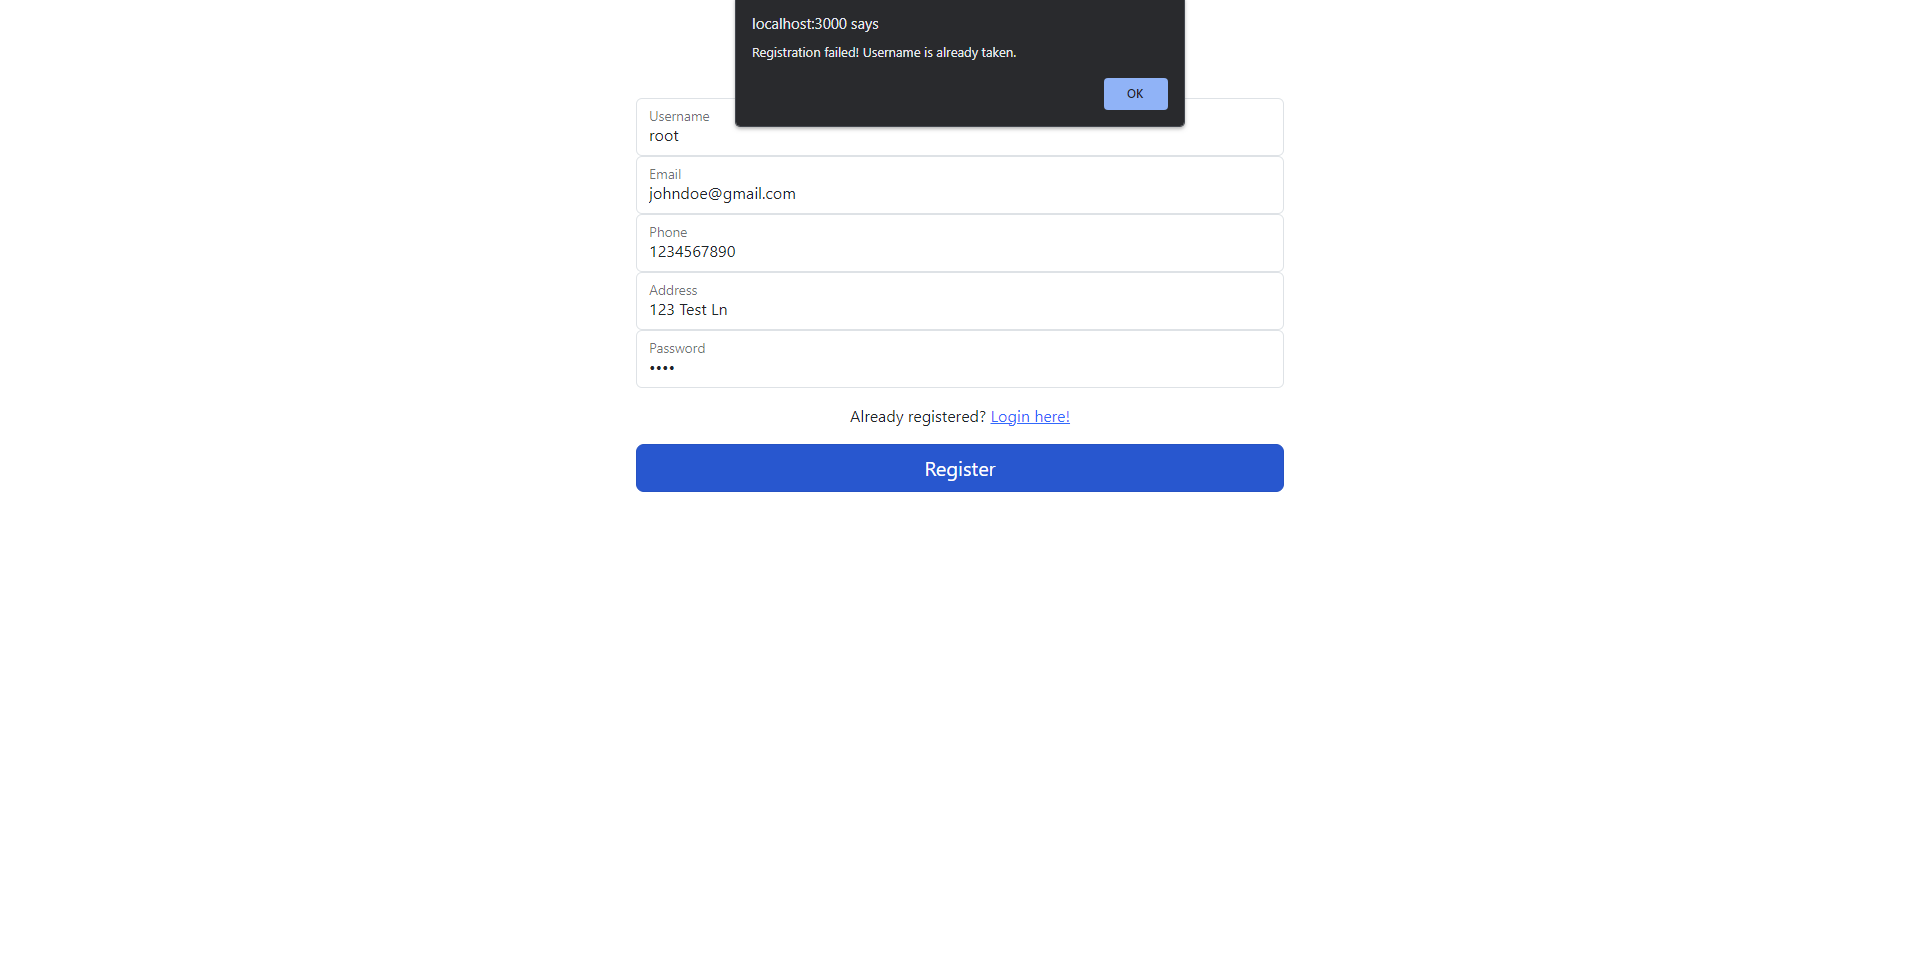 localhost:3000 says
Registration failed! Username is already taken.
OK
Username
root
Email
johndoe@gmail.com
Phone
1234567890
Address
123 Test Ln
Password
••••
Already registered? Login here!
Register